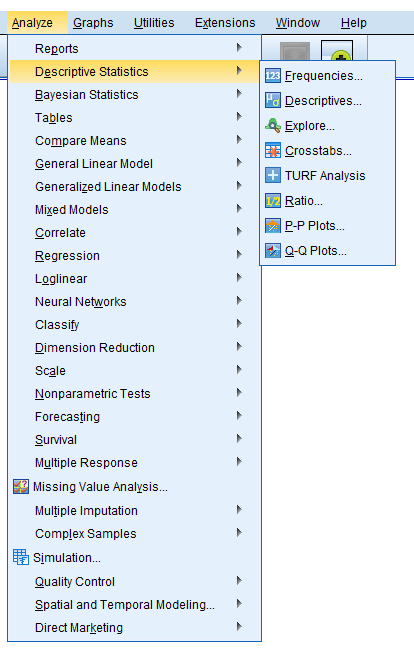 Analyze Graphs Utilities Extensions Window Help
Reports
Descriptive Statistics
Bayesian Statistics
Tables
Compare Means
General Linear Model
Generalized Linear Models
Mixed Models
Correlate
Regression
Loglinear
Neural Networks
Classify
Dimension Reduction
Scale
Nonparametric Tests
Forecasting
Survival
Multiple Response
Missing Value Analysis...
Multiple Imputation
Complex Samples
Simulation...
Quality Control
Spatial and Temporal Modeling...
Direct Marketing
123 Frequencies...
Descriptives...
Explore...
Crosstabs...
TURF Analysis
1/2 Ratio...
P-P Plots...
Q-Q Plots...